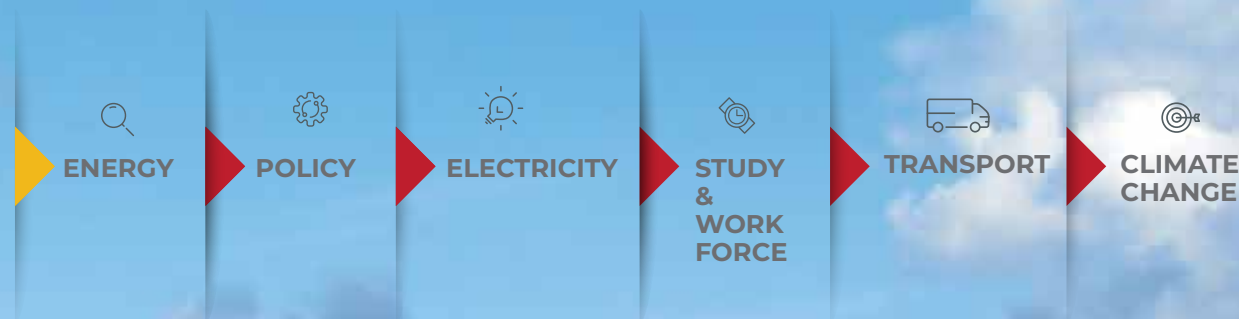 ENERGY
POLICY
ELECTRICITY
STUDY
&
WORK
FORCE
TRANSPORT
CLIMATE
CHANGE